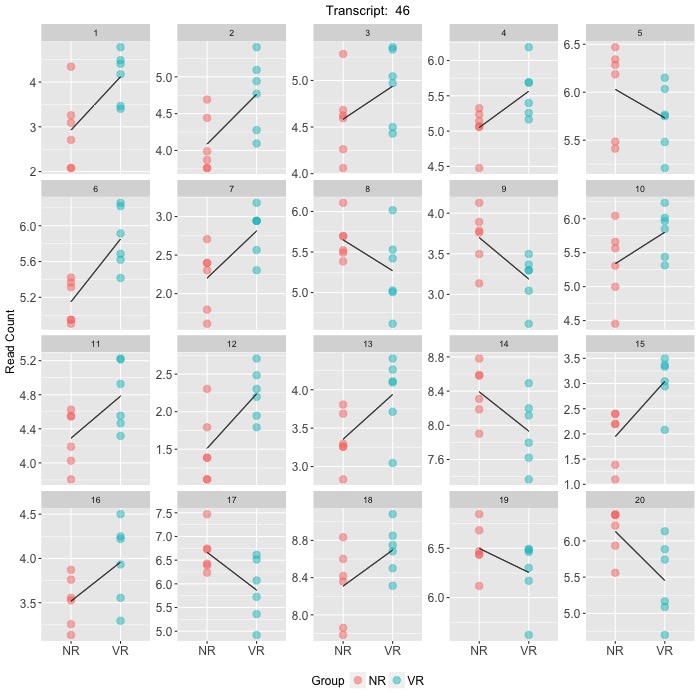 Transcript: 46
1 2 3 4 5
4 3 2
5.0 4.5 4.0
5.0 4.5 4.0
6.0 5.5 5.0 4.5
6.5 6.0 5.5
6 7 8 9 10
6.0 5.6 5.2
3.0 2.5 2.0
6.0 5.5 5.0
4.0 3.5 3.0
6.0 5.5 5.0 4.5
Read Count
11 12 13 14 15
5.2 4.8 4.4 4.0
2.5 2.0 1.5
4.0 3.5 3.0
8.8 8.4 8.0 7.6
3.5 3.0 2.5 2.0 1.5 1.0
16 17 18 19 20
4.5 4.0 3.5
7.5 7.0 6.5 6.0 5.5 5.0
8.8 8.4 8.0
6.5 6.0
6.0 5.5 5.0
NR VR NR VR NR VR NR VR NR VR
Group NR VR